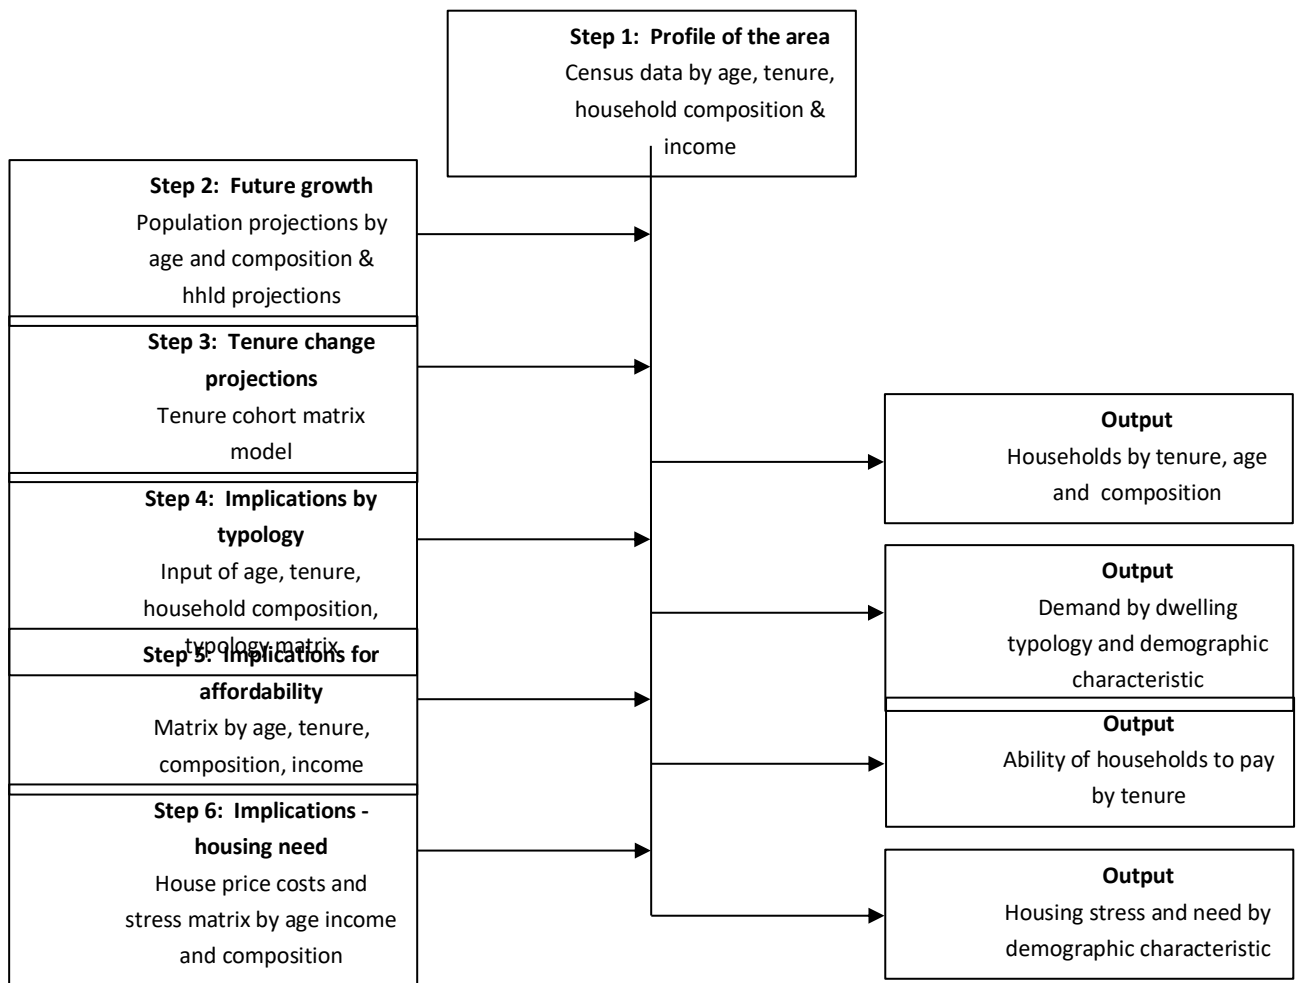 Step 1:  Profile of the area
Census data by age, tenure,
household composition &
income
Step 2:  Future growth
Population projections by
age and composition &
hhld projections
Step 3:  Tenure change
projections
Tenure cohort matrix
model
Step 4:  Implications by
typology
Input of age, tenure,
household composition,
typology matrix
Step 5:  Implications for
affordability
Matrix by age, tenure,
composition, income
Step 6:  Implications -
housing need
House price costs and
stress matrix by age income
and composition
Output
Households by tenure, age
and  composition
Output
Demand by dwelling
typology and demographic
characteristic
Output
Ability of households to pay
by tenure
Output
Housing stress and need by
demographic characteristic